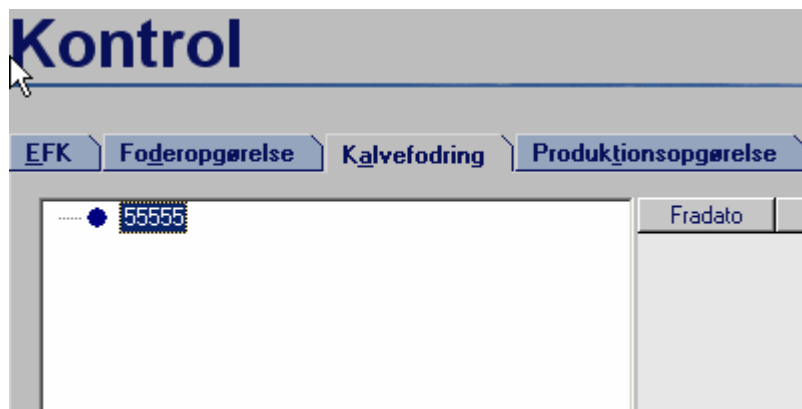 Kontrol
EFK Foderopgørelse Kalvefodring Produktionsopgørelse
55555 Fradato